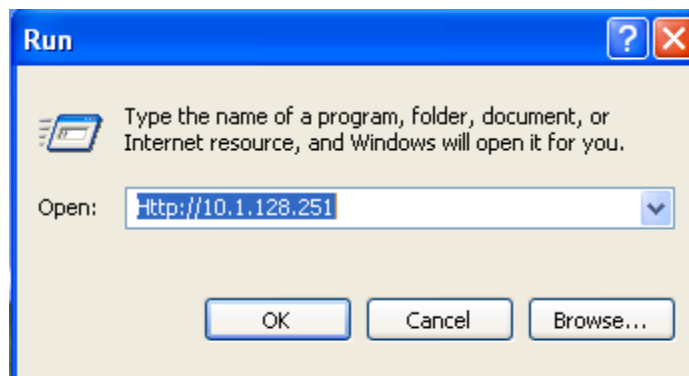 Run
Type the name of a program, folder, document, or
Internet resource, and Windows will open it for you.
Open: Http://10.1.128.251
OK Cancel Browse...